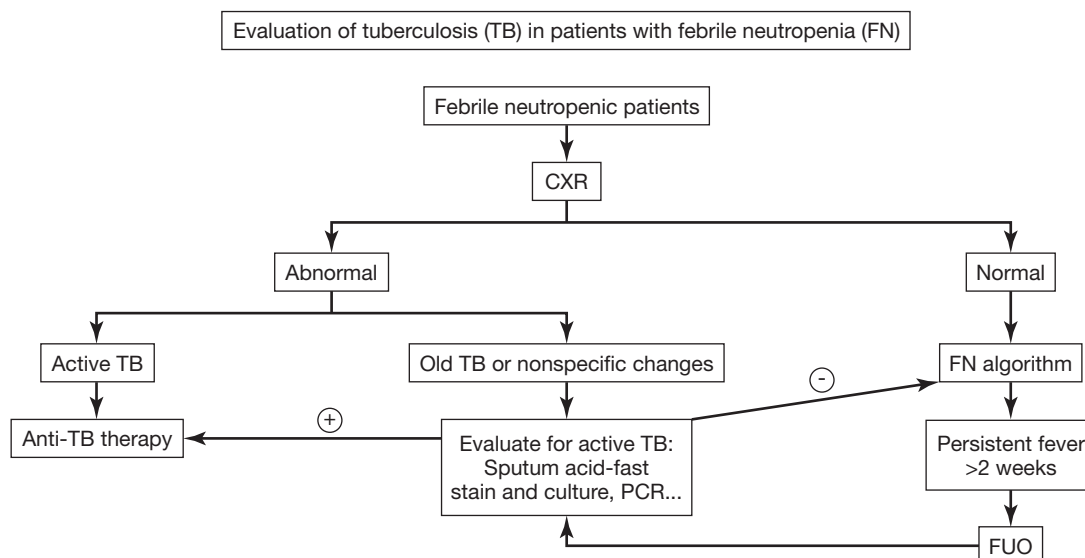 Evaluation of tuberculosis (TB) in patients with febrile neutropenia (FN)
Febrile neutropenic patients
CXR
Abnormal
Normal
Active TB
Old TB or nonspecific changes
FN algorithm
-
+
Anti-TB therapy
Evaluate for active TB:
Sputum acid-fast
stain and culture, PCR...
Persistent fever
>2 weeks
FUO